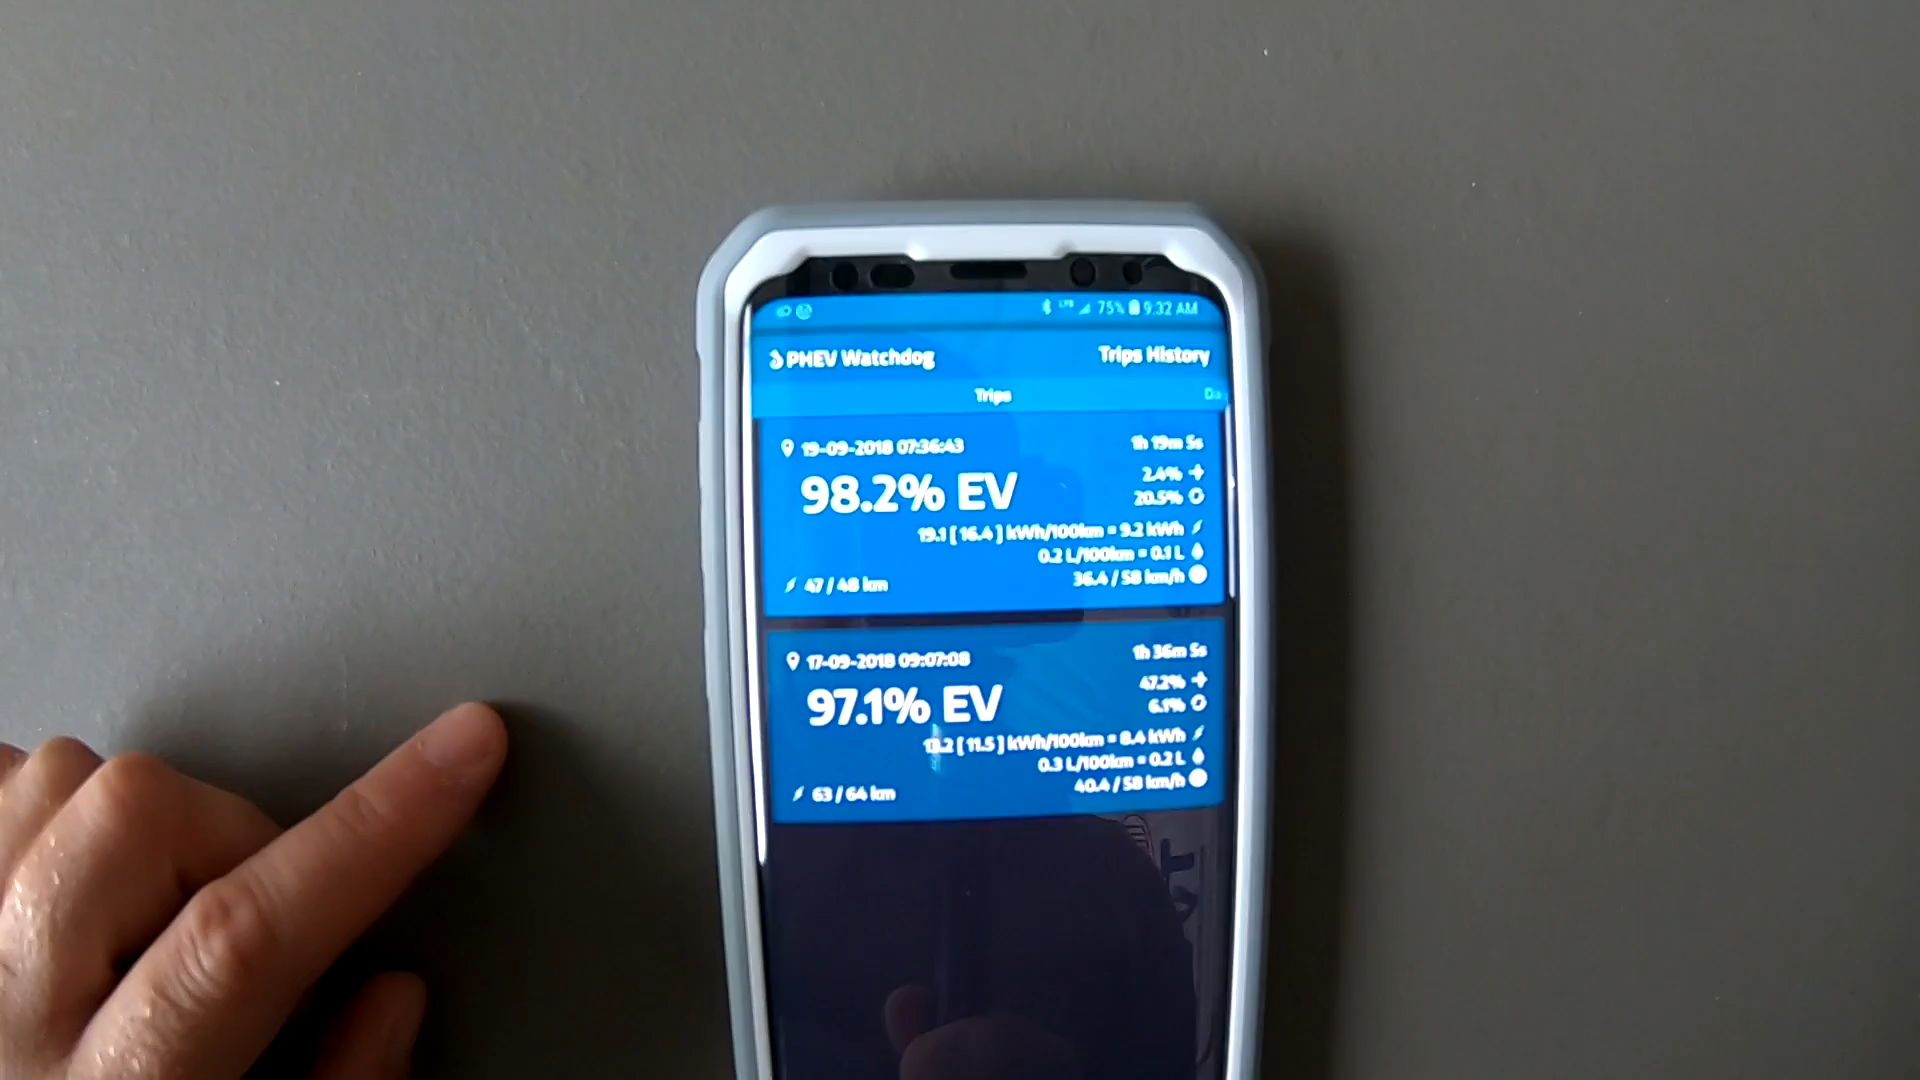 LTE 75% 9:32 AM
PHEV Watchdog Trips History
Trips Da
19-09-2018 07:36:43 1h 19m 5s
98.2% EV 2.4%
20.5%
19.1 [ 16.4 ] kWh/100km = 9.2 kWh
0.2 L/100km = 0.1 L
47 / 48 km 36.4 / 58 km/h
17-09-2018 09:07:08 1h 36m 5s
97.1% EV 47.2%
6.1%
13.2 [ 11.5 ] kWh/100km = 8.4 kWh
0.3 L/100km = 0.2 L
63 / 64 km 40.4 / 58 km/h